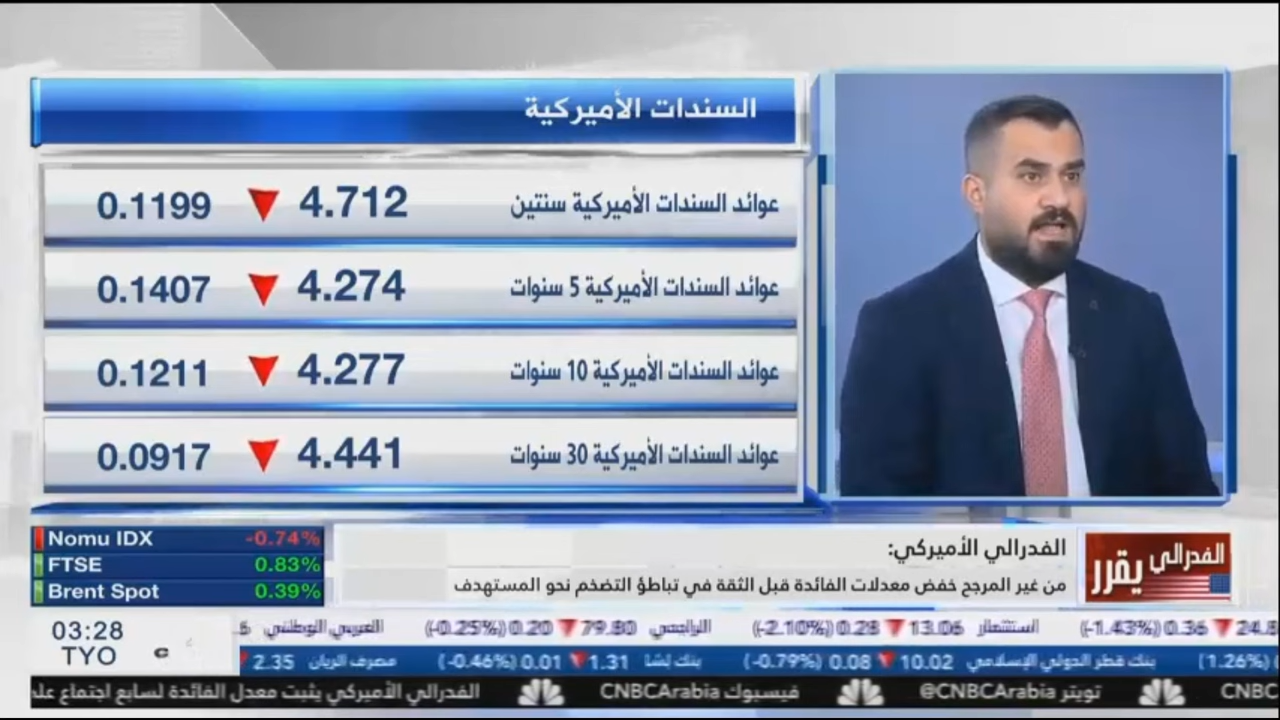 السندات الأميركية
عوائد السندات الأميركية سنتين 4.712 ▼ 0.1199
عوائد السندات الأميركية 5 سنوات 4.274 ▼ 0.1407
عوائد السندات الأميركية 10 سنوات 4.277 ▼ 0.1211
عوائد السندات الأميركية 30 سنوات 4.441 ▼ 0.0917
الفدرالي يقرر
الفدرالي الأميركي:
من غير المرجح خفض معدلات الفائدة قبل الثقة في تباطؤ التضخم نحو المستهدف
Nomu IDX -0.74%
FTSE 0.83%
Brent Spot 0.39%
03:28
TYO
24.8 ▼ 0.36 (-1.43%) استثمار 13.06 ▼ 0.28 (-2.10%) الراجحي 79.80 ▼ 0.20 (-0.25%) العربي الوطني
(1.26%) بنك قطر الدولي الإسلامي 10.02 ▼ 0.08 (-0.79%) 1.31 ▼ 0.01 (-0.46%) مصرف الريان 2.35 ▼
CNBC تويتر @CNBCArabia فيسبوك CNBCArabia الفدرالي الأميركي يثبت معدل الفائدة لسابع اجتماع عل